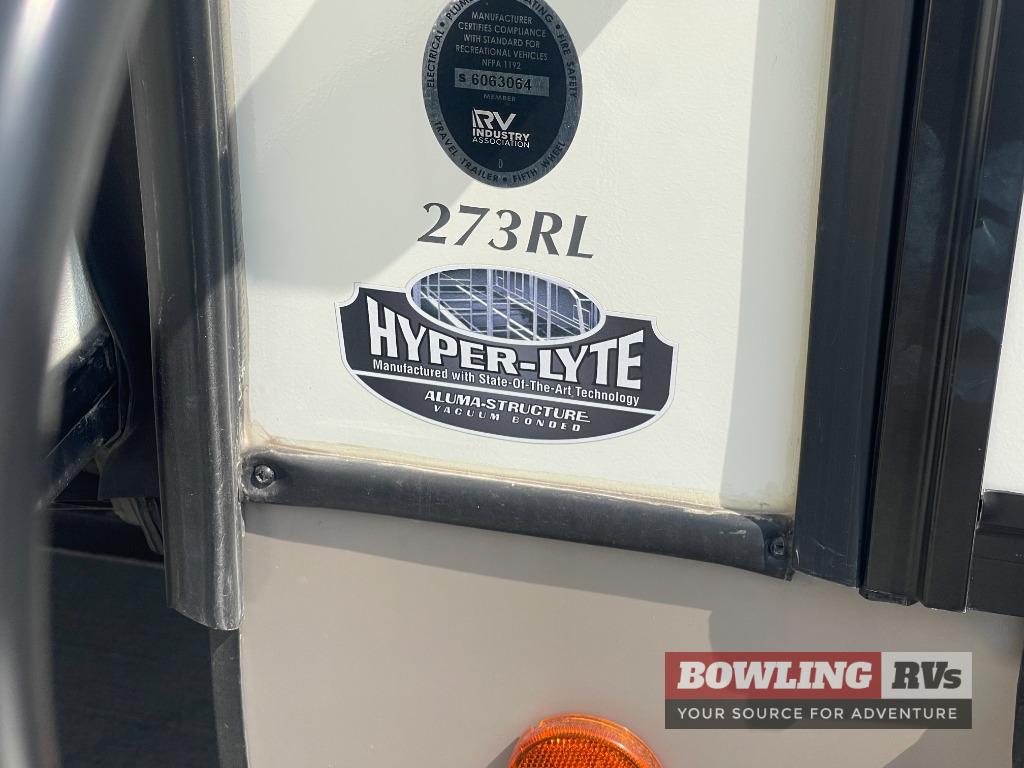 ELECTRICAL • PLUMBING • HEATING • FIRE SAFETY
MANUFACTURER
CERTIFIES COMPLIANCE
WITH STANDARD FOR
RECREATIONAL VEHICLES
NFPA 1192
S 6063064
MEMBER
RV
INDUSTRY
ASSOCIATION
D
TRAVEL TRAILER • FIFTH WHEEL
273RL
HYPER-LYTE
Manufactured with State-Of-The-Art Technology
ALUMA-STRUCTURE
VACUUM BONDED
BOWLING RVs
YOUR SOURCE FOR ADVENTURE